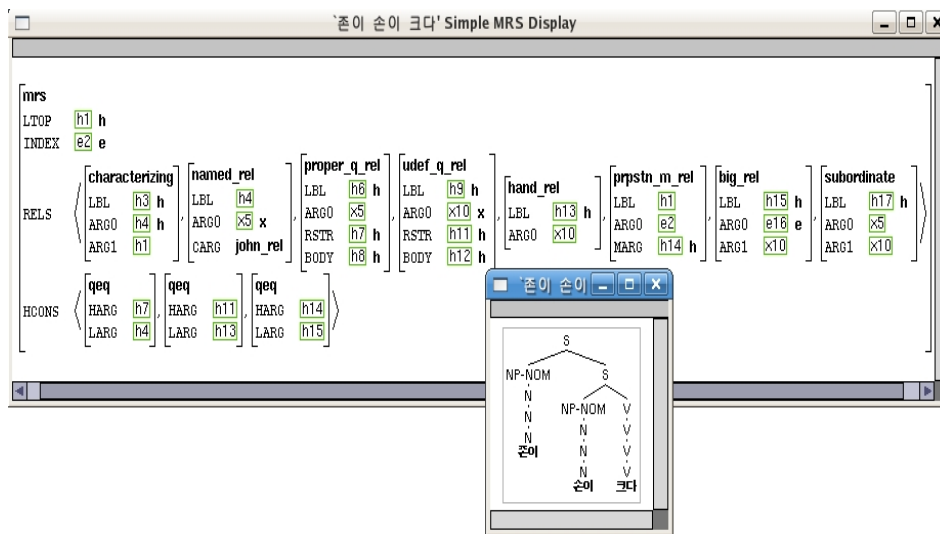 `존이 손이 크다' Simple MRS Display
mrs
LTOP h1 h
INDEX e2 e
RELS
characterizing
LBL h3 h
ARG0 h4 h
ARG1 h1
named_rel
LBL h4
ARG0 x5 x
CARG john_rel
proper_q_rel
LBL h6 h
ARG0 x5
RSTR h7 h
BODY h8 h
udef_q_rel
LBL h9 h
ARG0 x10 x
RSTR h11 h
BODY h12 h
hand_rel
LBL h13 h
ARG0 x10
prpstn_m_rel
LBL h1
ARG0 e2
MARG h14 h
big_rel
LBL h15 h
ARG0 e16 e
ARG1 x10
subordinate
LBL h17 h
ARG0 x5
ARG1 x10
HCONS
qeq
HARG h7
LARG h4
qeq
HARG h11
LARG h13
qeq
HARG h14
LARG h15
`존이 손이
S
NP-NOM S
N NP-NOM V
N N V
N N V
존이
N V
손이 크다